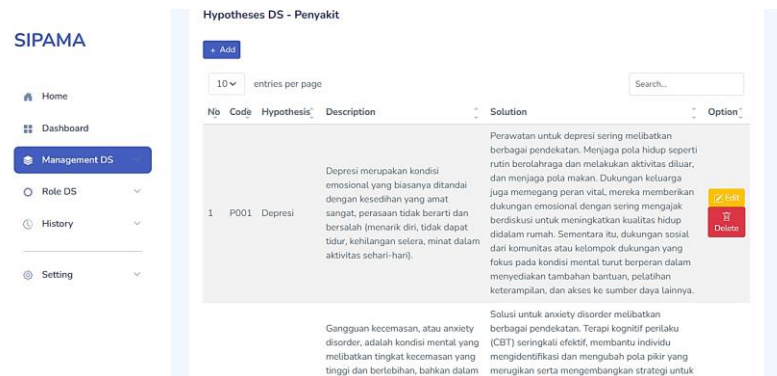 SIPAMA
Home
Dashboard
Management DS
Role DS
History
Setting
Hypotheses DS - Penyakit
+ Add
10 entries per page
Search...
No Code Hypothesis Description Solution Option
1 P001 Depresi
Depresi merupakan kondisi
emosional yang biasanya ditandai
dengan kesedihan yang amat
sangat, perasaan tidak berarti dan
bersalah (menarik diri, tidak dapat
tidur, kehilangan selera, minat dalam
aktivitas sehari-hari).
Perawatan untuk depresi sering melibatkan
berbagai pendekatan. Menjaga pola hidup seperti
rutin berolahraga dan melakukan aktivitas diluar,
dan menjaga pola makan. Dukungan keluarga
juga memegang peran vital, mereka memberikan
dukungan emosional dengan sering mengajak
berdiskusi untuk meningkatkan kualitas hidup
didalam rumah. Sementara itu, dukungan sosial
dari komunitas atau kelompok dukungan yang
fokus pada kondisi mental turut berperan dalam
menyediakan tambahan bantuan, pelatihan
keterampilan, dan akses ke sumber daya lainnya.
Edit
Delete
Gangguan kecemasan, atau anxiety
disorder, adalah kondisi mental yang
melibatkan tingkat kecemasan yang
tinggi dan berlebihan, bahkan dalam
Solusi untuk anxiety disorder melibatkan
berbagai pendekatan. Terapi kognitif perilaku
(CBT) seringkali efektif, membantu individu
mengidentifikasi dan mengubah pola pikir yang
merugikan serta mengembangkan strategi untuk